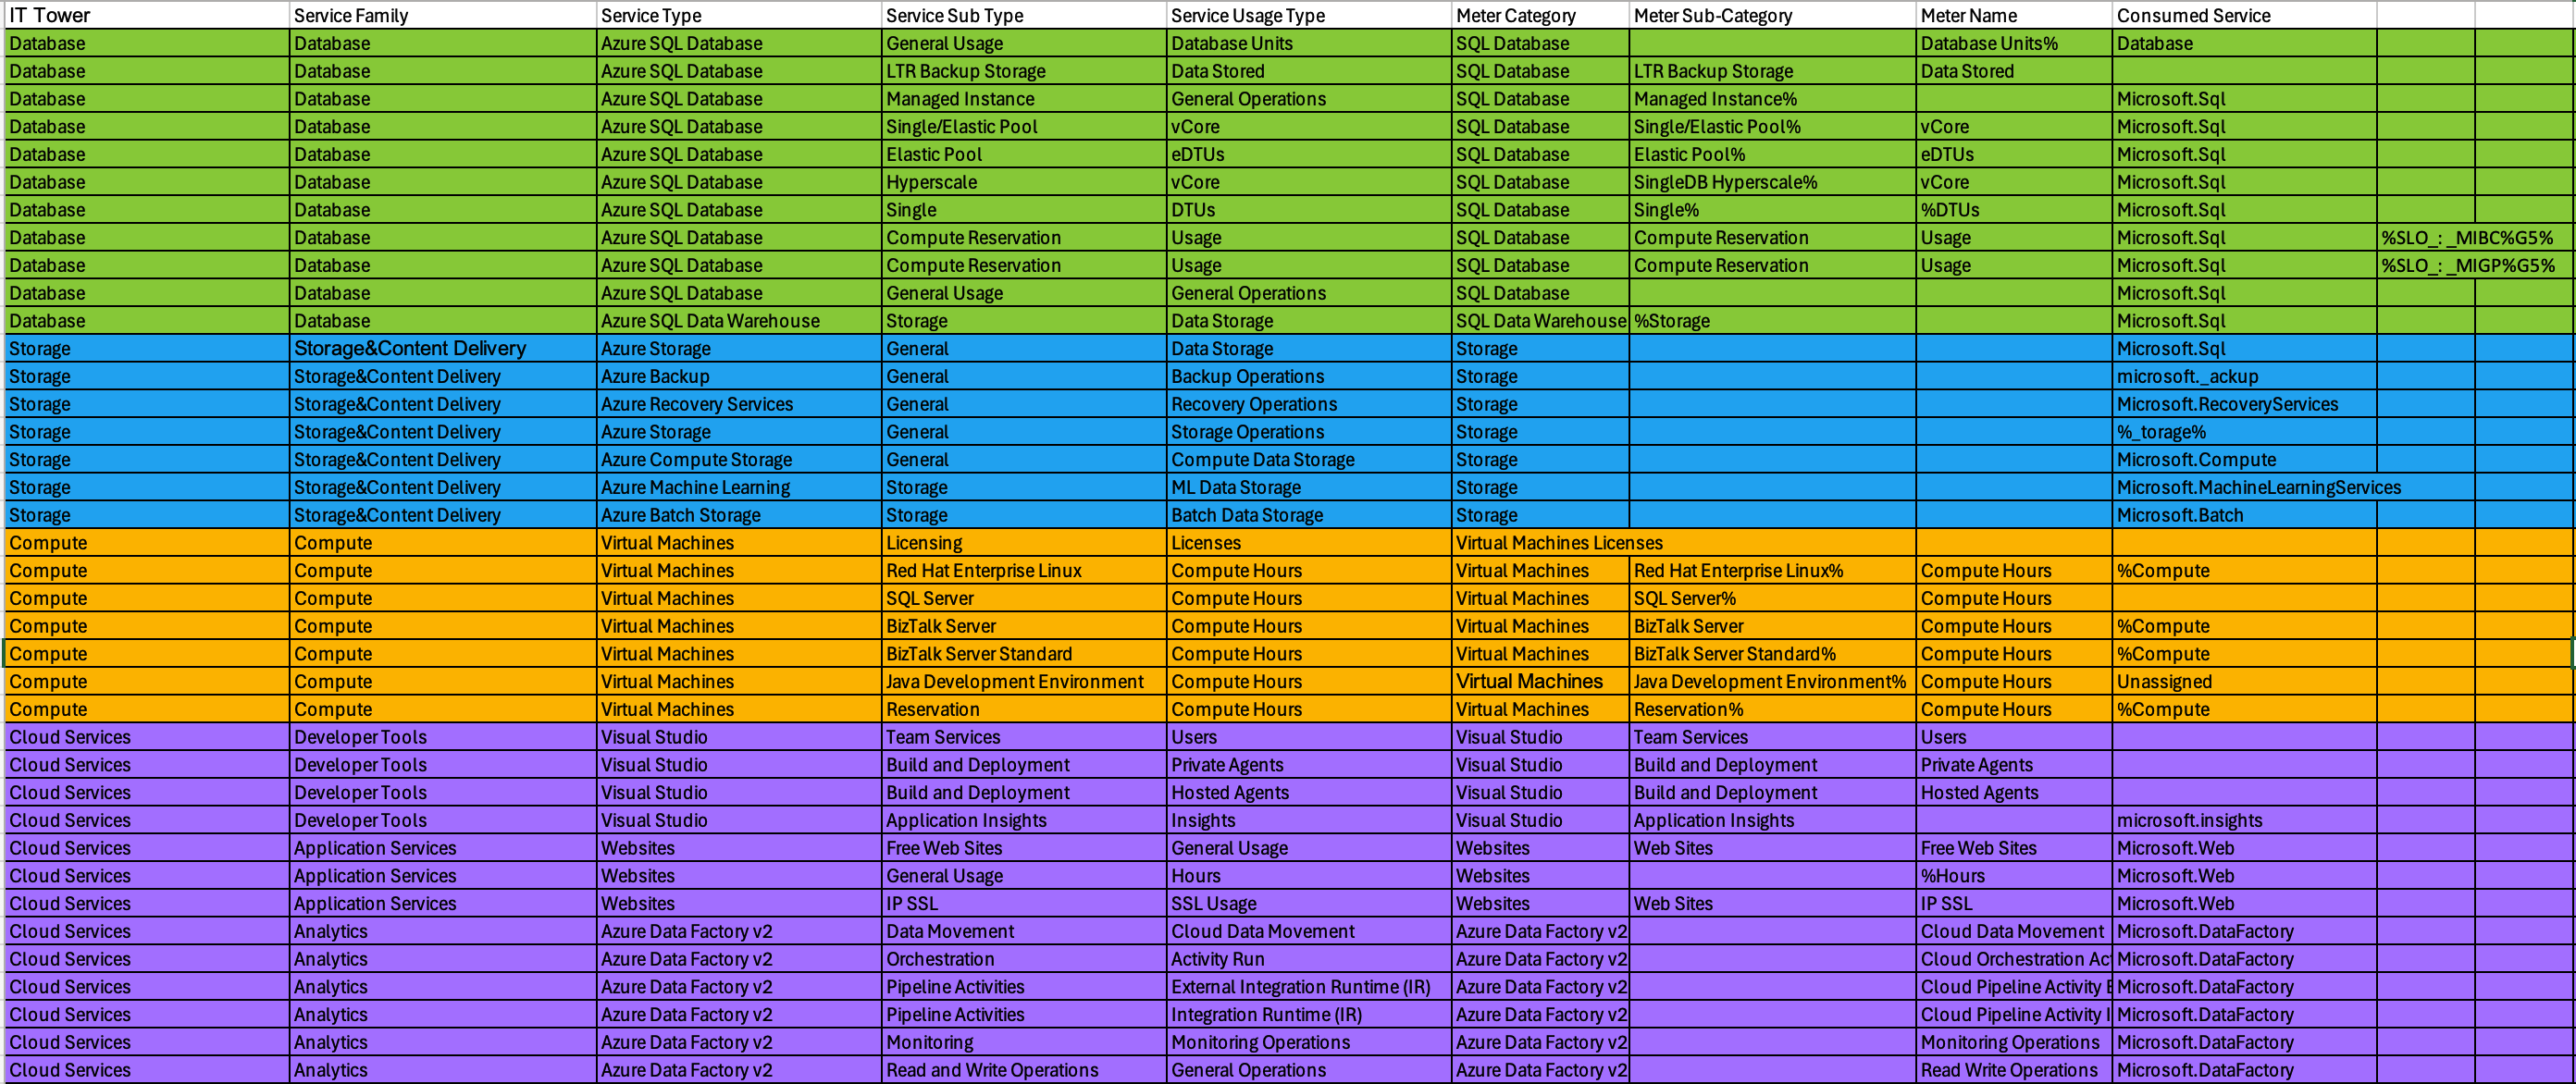 IT Tower Service Family Service Type Service Sub Type Service Usage Type Meter Category Meter Sub-Category Meter Name Consumed Service
Database Database Azure SQL Database General Usage Database Units SQL Database Database Units% Database
Database Database Azure SQL Database LTR Backup Storage Data Stored SQL Database LTR Backup Storage Data Stored
Database Database Azure SQL Database Managed Instance General Operations SQL Database Managed Instance% Microsoft.Sql
Database Database Azure SQL Database Single/Elastic Pool vCore SQL Database Single/Elastic Pool% vCore Microsoft.Sql
Database Database Azure SQL Database Elastic Pool eDTUs SQL Database Elastic Pool% eDTUs Microsoft.Sql
Database Database Azure SQL Database Hyperscale vCore SQL Database SingleDB Hyperscale% vCore Microsoft.Sql
Database Database Azure SQL Database Single DTUs SQL Database Single% %DTUs Microsoft.Sql
Database Database Azure SQL Database Compute Reservation Usage SQL Database Compute Reservation Usage Microsoft.Sql %SLO_: _MIBC%G5%
Database Database Azure SQL Database Compute Reservation Usage SQL Database Compute Reservation Usage Microsoft.Sql %SLO_: _MIGP%G5%
Database Database Azure SQL Database General Usage General Operations SQL Database Microsoft.Sql
Database Database Azure SQL Data Warehouse Storage Data Storage SQL Data Warehouse %Storage Microsoft.Sql
Storage Storage&Content Delivery Azure Storage General Data Storage Storage Microsoft.Sql
Storage Storage&Content Delivery Azure Backup General Backup Operations Storage microsoft._ackup
Storage Storage&Content Delivery Azure Recovery Services General Recovery Operations Storage Microsoft.RecoveryServices
Storage Storage&Content Delivery Azure Storage General Storage Operations Storage %_torage%
Storage Storage&Content Delivery Azure Compute Storage General Compute Data Storage Storage Microsoft.Compute
Storage Storage&Content Delivery Azure Machine Learning Storage ML Data Storage Storage Microsoft.MachineLearningServices
Storage Storage&Content Delivery Azure Batch Storage Storage Batch Data Storage Storage Microsoft.Batch
Compute Compute Virtual Machines Licensing Licenses Virtual Machines Licenses
Compute Compute Virtual Machines Red Hat Enterprise Linux Compute Hours Virtual Machines Red Hat Enterprise Linux% Compute Hours %Compute
Compute Compute Virtual Machines SQL Server Compute Hours Virtual Machines SQL Server% Compute Hours
Compute Compute Virtual Machines BizTalk Server Compute Hours Virtual Machines BizTalk Server Compute Hours %Compute
Compute Compute Virtual Machines BizTalk Server Standard Compute Hours Virtual Machines BizTalk Server Standard% Compute Hours %Compute
Compute Compute Virtual Machines Java Development Environment Compute Hours Virtual Machines Java Development Environment% Compute Hours Unassigned
Compute Compute Virtual Machines Reservation Compute Hours Virtual Machines Reservation% Compute Hours %Compute
Cloud Services Developer Tools Visual Studio Team Services Users Visual Studio Team Services Users
Cloud Services Developer Tools Visual Studio Build and Deployment Private Agents Visual Studio Build and Deployment Private Agents
Cloud Services Developer Tools Visual Studio Build and Deployment Hosted Agents Visual Studio Build and Deployment Hosted Agents
Cloud Services Developer Tools Visual Studio Application Insights Insights Visual Studio Application Insights microsoft.insights
Cloud Services Application Services Websites Free Web Sites General Usage Websites Web Sites Free Web Sites Microsoft.Web
Cloud Services Application Services Websites General Usage Hours Websites %Hours Microsoft.Web
Cloud Services Application Services Websites IP SSL SSL Usage Websites Web Sites IP SSL Microsoft.Web
Cloud Services Analytics Azure Data Factory v2 Data Movement Cloud Data Movement Azure Data Factory v2 Cloud Data Movement Microsoft.DataFactory
Cloud Services Analytics Azure Data Factory v2 Orchestration Activity Run Azure Data Factory v2 Cloud Orchestration Microsoft.DataFactory
Cloud Services Analytics Azure Data Factory v2 Pipeline Activities External Integration Runtime (IR) Azure Data Factory v2 Cloud Pipeline Activity Microsoft.DataFactory
Cloud Services Analytics Azure Data Factory v2 Pipeline Activities Integration Runtime (IR) Azure Data Factory v2 Cloud Pipeline Activity Microsoft.DataFactory
Cloud Services Analytics Azure Data Factory v2 Monitoring Monitoring Operations Azure Data Factory v2 Monitoring Operations Microsoft.DataFactory
Cloud Services Analytics Azure Data Factory v2 Read and Write Operations General Operations Azure Data Factory v2 Read Write Operations Microsoft.DataFactory